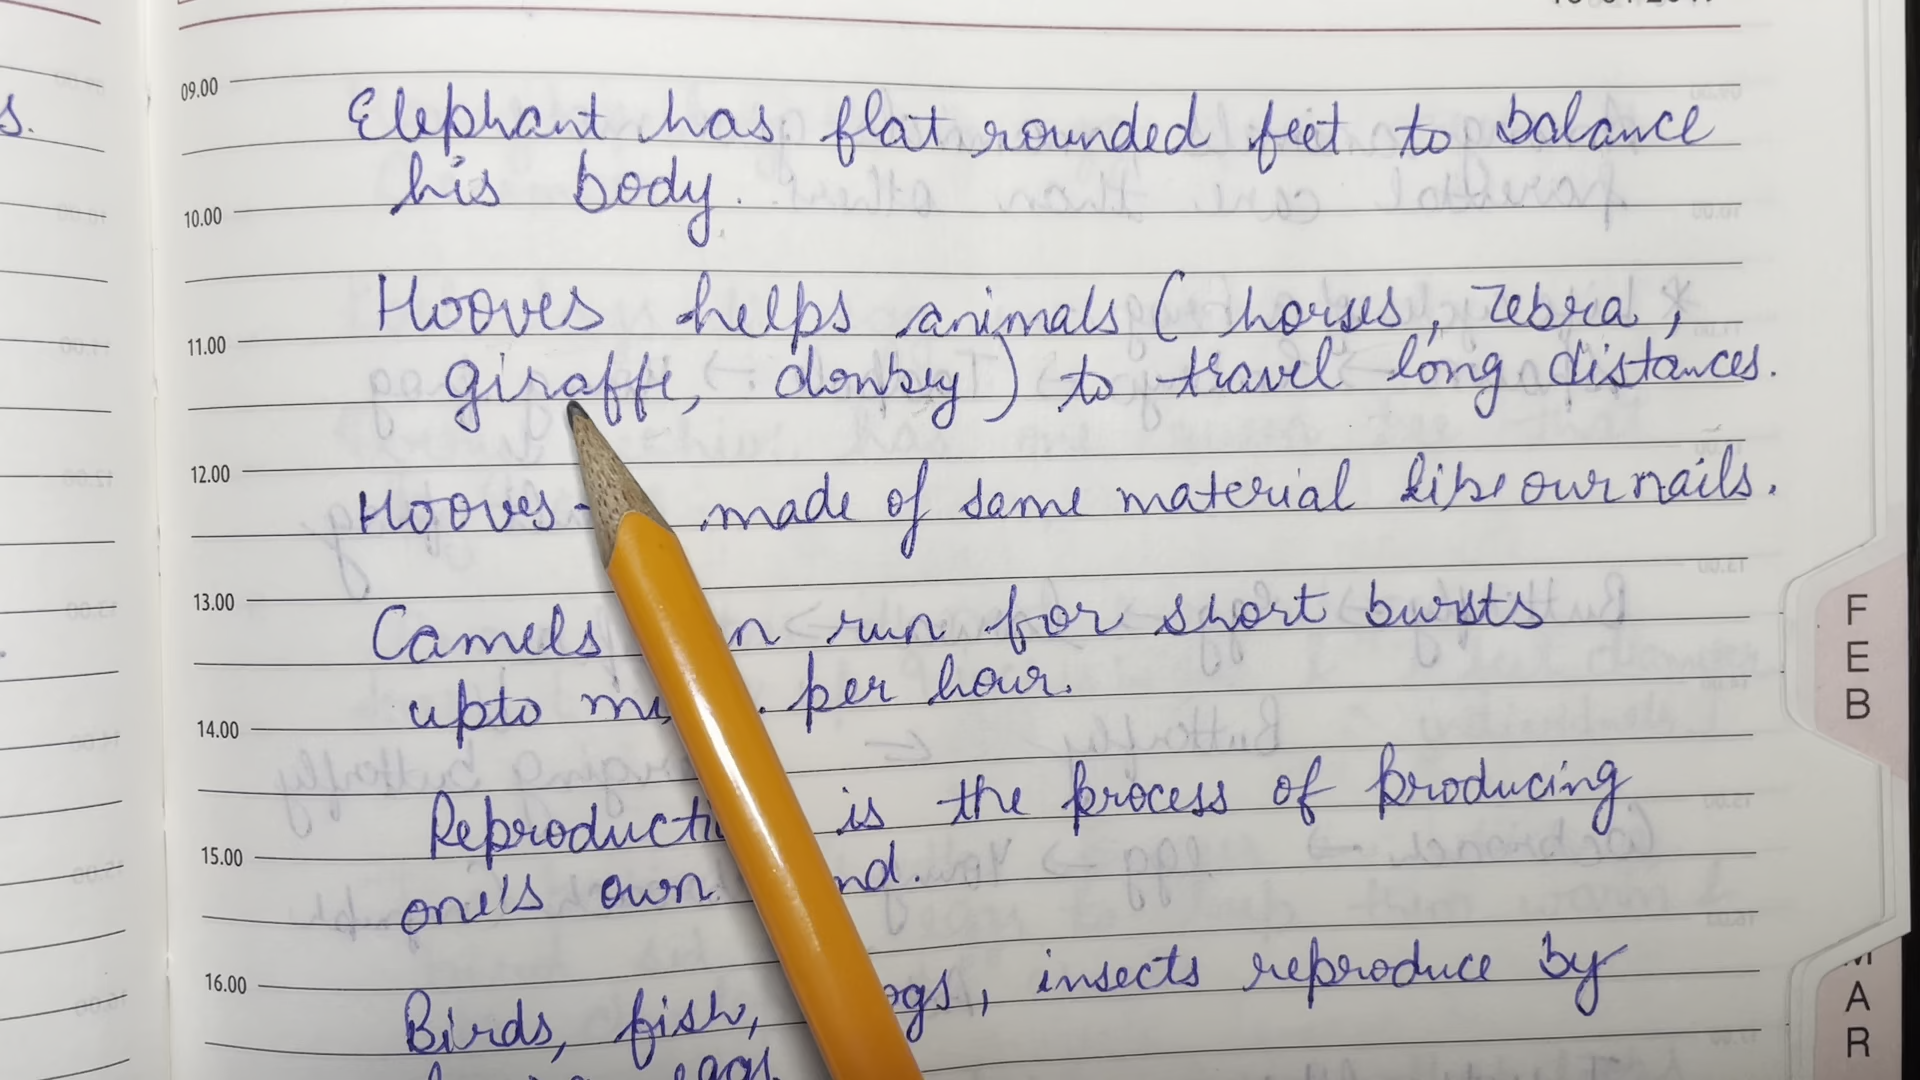 s.
09.00
Elephant has flat rounded feet to balance
his body.
10.00
Hooves helps animals ( horses, zebra,
11.00
giraffe, donkey) to travel long distances.
12.00
Hooves - made of same material like our nails.
13.00
Camels run for short bursts
upto per hour.
14.00
is the process of producing
15.00
one's own
16.00
Birds, fish, insects reproduce by
eggs
F
E
B
M
A
R